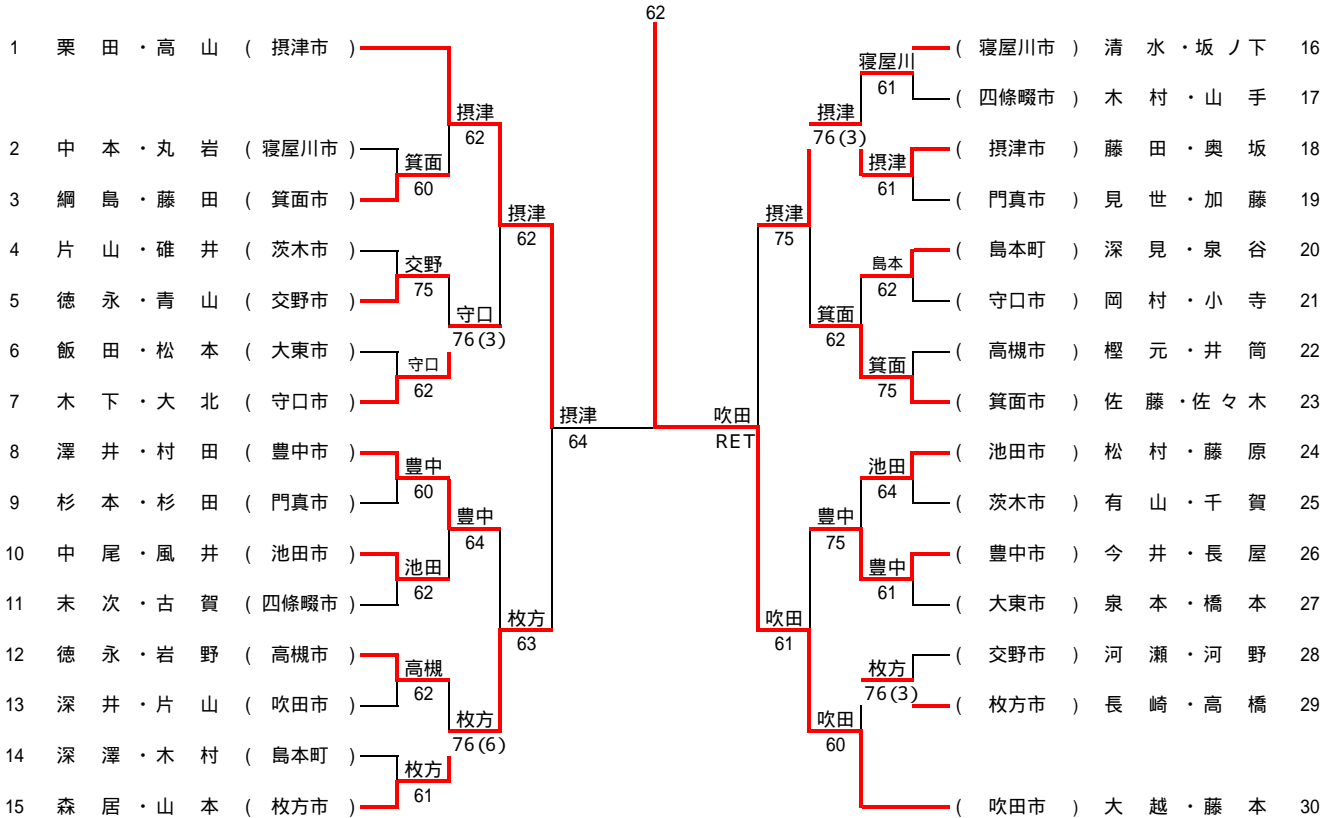 62
1 栗 田 ・ 高 山 ( 摂津市 )
( 寝屋川市 ) 清 水 ・ 坂 ノ 下 16
寝屋川
61
( 四條畷市 ) 木 村 ・ 山 手 17
摂津
62
摂津
76(3)
2 中 本 ・ 丸 岩 ( 寝屋川市 )
( 摂津市 ) 藤 田 ・ 奥 坂 18
箕面
60
摂津
61
3 綱 島 ・ 藤 田 ( 箕面市 )
( 門真市 ) 見 世 ・ 加 藤 19
摂津
62
摂津
75
4 片 山 ・ 碓 井 ( 茨木市 )
( 島本町 ) 深 見 ・ 泉 谷 20
交野
75
島本
62
5 徳 永 ・ 青 山 ( 交野市 )
( 守口市 ) 岡 村 ・ 小 寺 21
守口
76(3)
箕面
62
6 飯 田 ・ 松 本 ( 大東市 )
( 高槻市 ) 樫 元 ・ 井 筒 22
守口
62
箕面
75
7 木 下 ・ 大 北 ( 守口市 )
( 箕面市 ) 佐 藤 ・ 佐 々 木 23
摂津
64
吹田
RET
8 澤 井 ・ 村 田 ( 豊中市 )
( 池田市 ) 松 村 ・ 藤 原 24
豊中
60
池田
64
9 杉 本 ・ 杉 田 ( 門真市 )
( 茨木市 ) 有 山 ・ 千 賀 25
豊中
64
豊中
75
10 中 尾 ・ 風 井 ( 池田市 )
( 豊中市 ) 今 井 ・ 長 屋 26
池田
62
豊中
61
11 末 次 ・ 古 賀 ( 四條畷市 )
( 大東市 ) 泉 本 ・ 橋 本 27
枚方
63
吹田
61
12 徳 永 ・ 岩 野 ( 高槻市 )
( 交野市 ) 河 瀬 ・ 河 野 28
高槻
62
枚方
76(3)
13 深 井 ・ 片 山 ( 吹田市 )
( 枚方市 ) 長 崎 ・ 高 橋 29
枚方
76(6)
吹田
60
14 深 澤 ・ 木 村 ( 島本町 )
枚方
61
15 森 居 ・ 山 本 ( 枚方市 )
( 吹田市 ) 大 越 ・ 藤 本 30